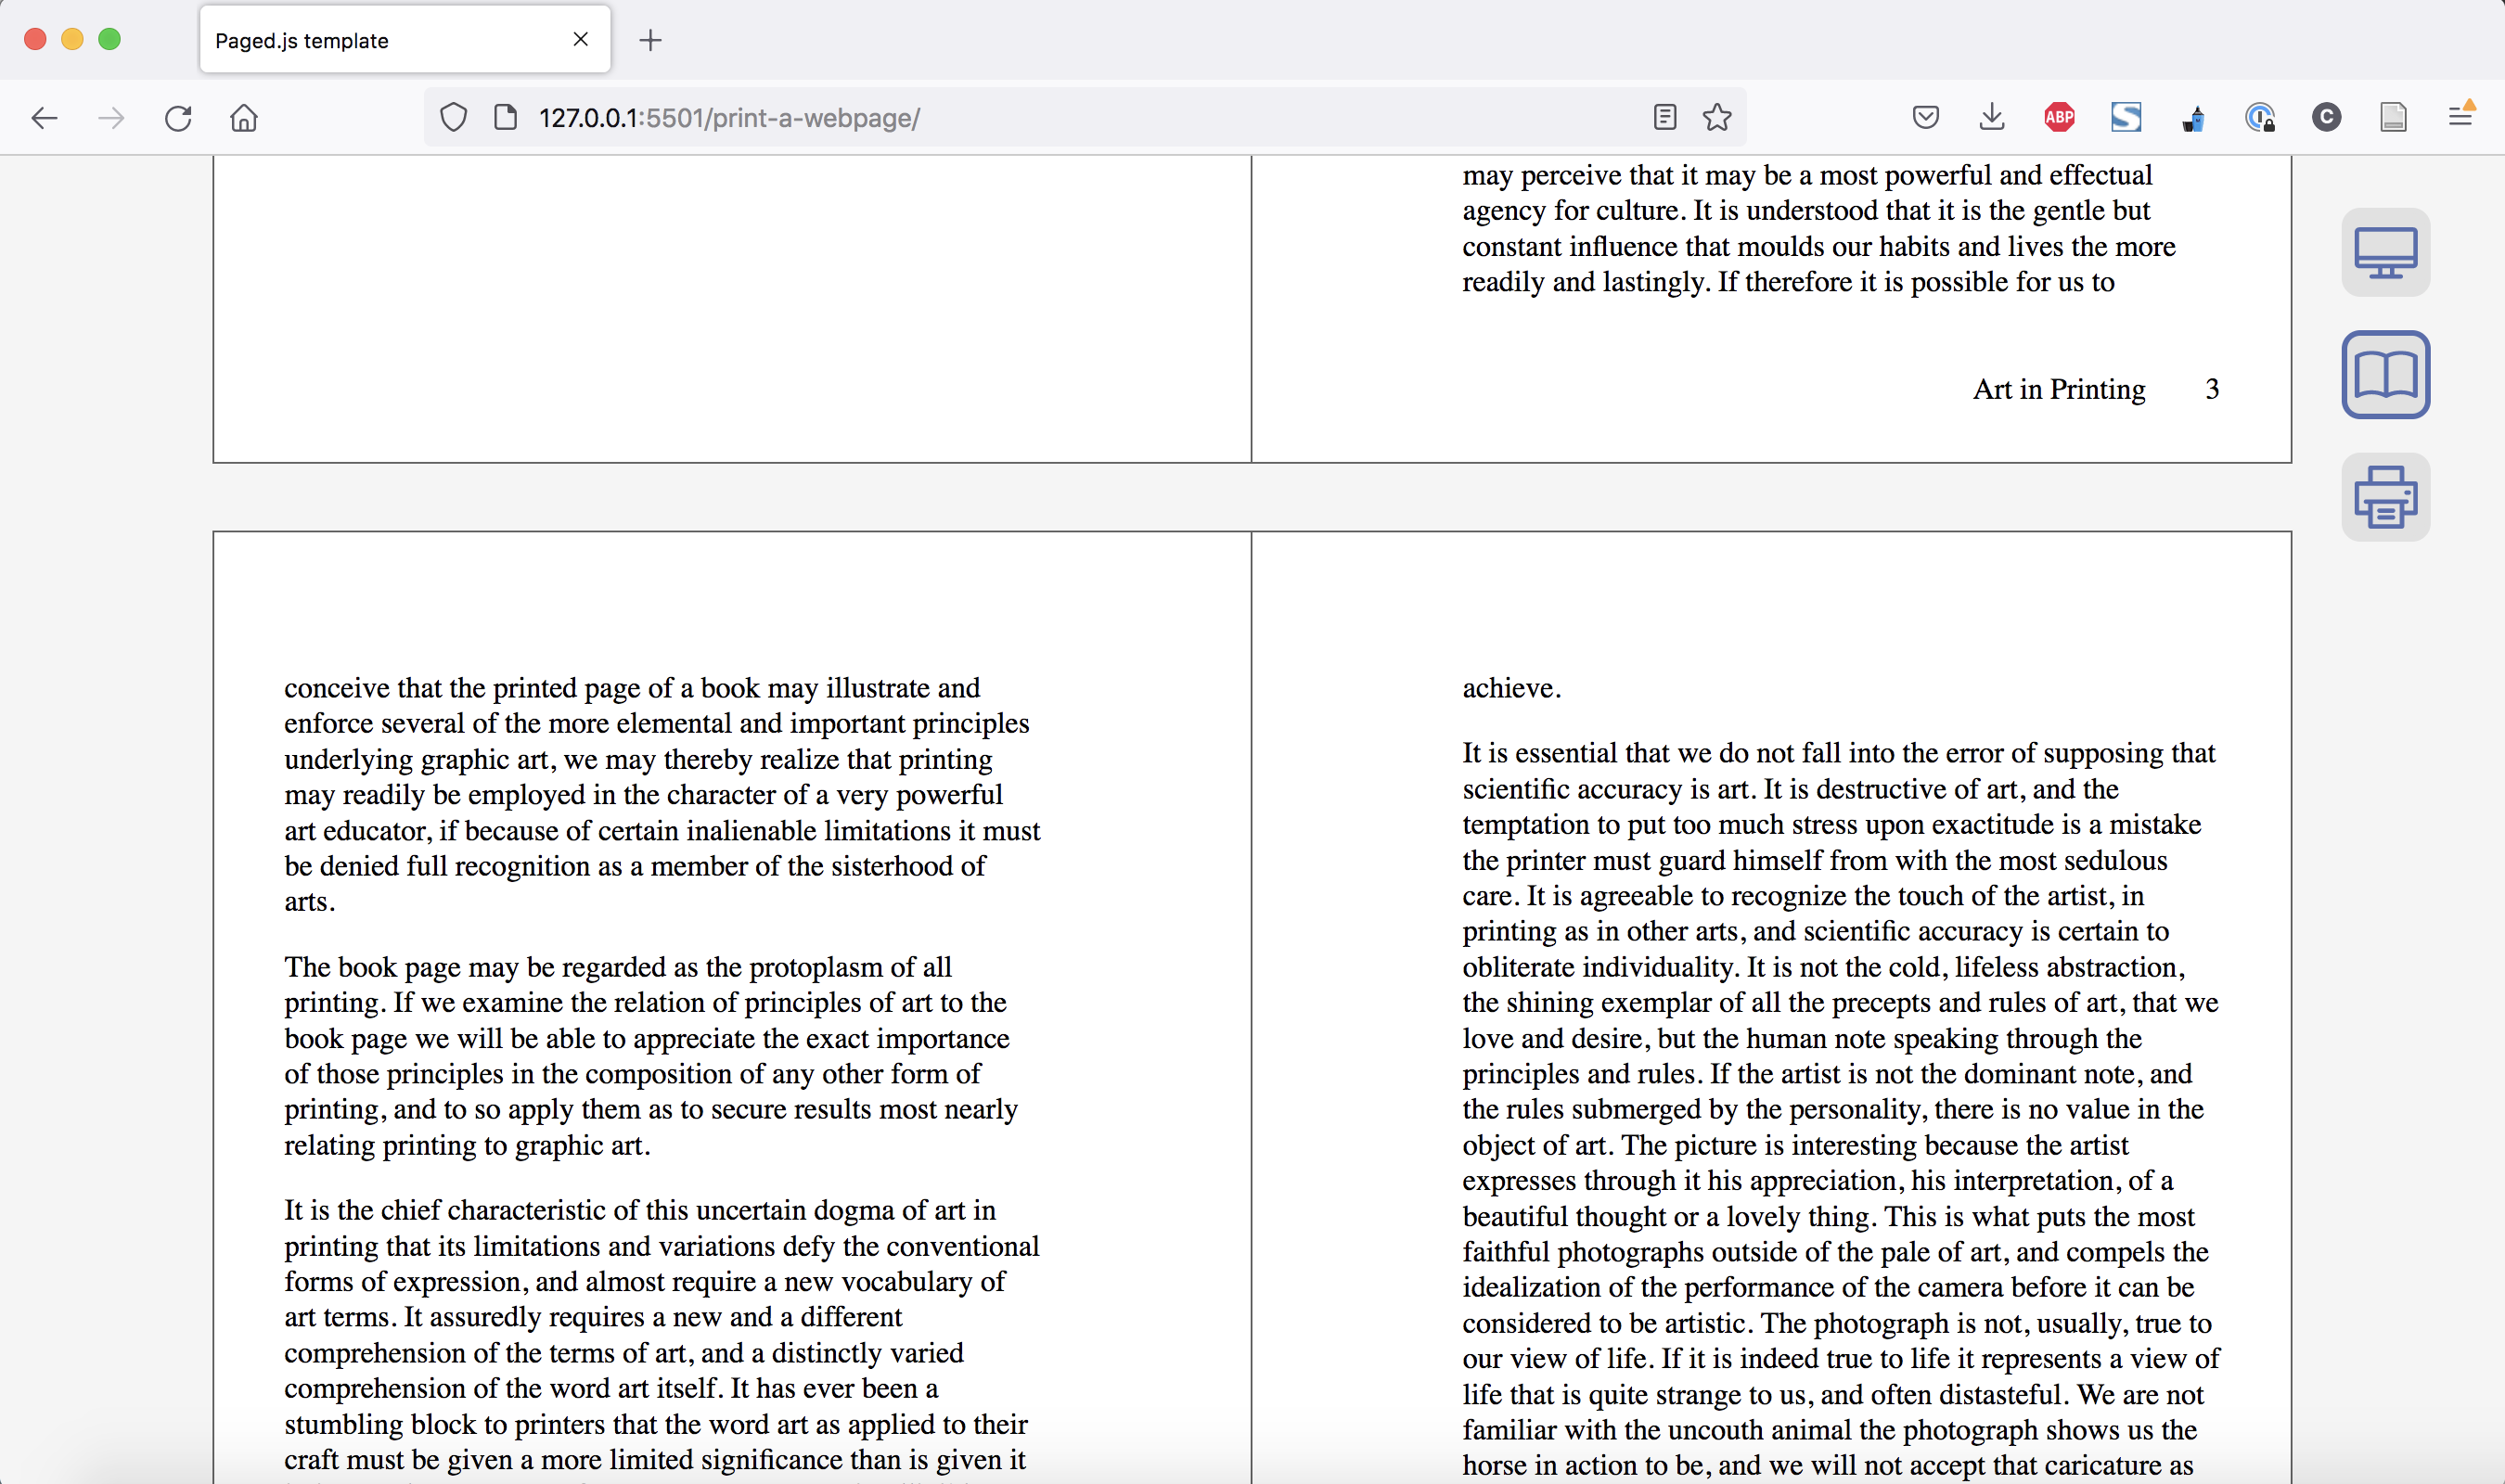 Paged.js template
127.0.0.1:5501/print-a-webpage/
ABP
C
may perceive that it may be a most powerful and effectual
agency for culture. It is understood that it is the gentle but
constant influence that moulds our habits and lives the more
readily and lastingly. If therefore it is possible for us to
Art in Printing 3
conceive that the printed page of a book may illustrate and
enforce several of the more elemental and important principles
underlying graphic art, we may thereby realize that printing
may readily be employed in the character of a very powerful
art educator, if because of certain inalienable limitations it must
be denied full recognition as a member of the sisterhood of
arts.
The book page may be regarded as the protoplasm of all
printing. If we examine the relation of principles of art to the
book page we will be able to appreciate the exact importance
of those principles in the composition of any other form of
printing, and to so apply them as to secure results most nearly
relating printing to graphic art.
It is the chief characteristic of this uncertain dogma of art in
printing that its limitations and variations defy the conventional
forms of expression, and almost require a new vocabulary of
art terms. It assuredly requires a new and a different
comprehension of the terms of art, and a distinctly varied
comprehension of the word art itself. It has ever been a
stumbling block to printers that the word art as applied to their
craft must be given a more limited significance than is given it
achieve.
It is essential that we do not fall into the error of supposing that
scientific accuracy is art. It is destructive of art, and the
temptation to put too much stress upon exactitude is a mistake
the printer must guard himself from with the most sedulous
care. It is agreeable to recognize the touch of the artist, in
printing as in other arts, and scientific accuracy is certain to
obliterate individuality. It is not the cold, lifeless abstraction,
the shining exemplar of all the precepts and rules of art, that we
love and desire, but the human note speaking through the
principles and rules. If the artist is not the dominant note, and
the rules submerged by the personality, there is no value in the
object of art. The picture is interesting because the artist
expresses through it his appreciation, his interpretation, of a
beautiful thought or a lovely thing. This is what puts the most
faithful photographs outside of the pale of art, and compels the
idealization of the performance of the camera before it can be
considered to be artistic. The photograph is not, usually, true to
our view of life. If it is indeed true to life it represents a view of
life that is quite strange to us, and often distasteful. We are not
familiar with the uncouth animal the photograph shows us the
horse in action to be, and we will not accept that caricature as